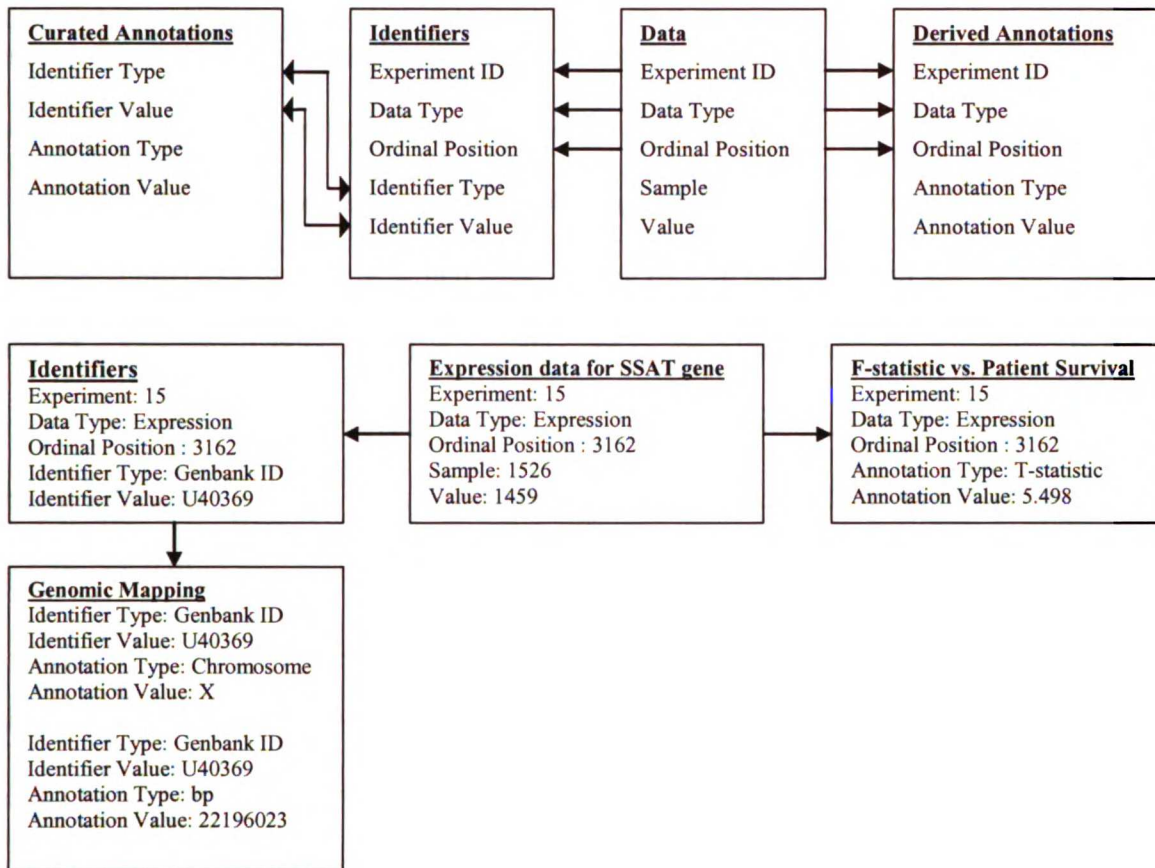 Curated Annotations
Identifier Type
Identifier Value
Annotation Type
Annotation Value
Identifiers
Experiment ID
Data Type
Ordinal Position
Identifier Type
Identifier Value
Data
Experiment ID
Data Type
Ordinal Position
Sample
Value
Derived Annotations
Experiment ID
Data Type
Ordinal Position
Annotation Type
Annotation Value
Identifiers
Experiment: 15
Data Type: Expression
Ordinal Position : 3162
Identifier Type: Genbank ID
Identifier Value: U40369
Expression data for SSAT gene
Experiment: 15
Data Type: Expression
Ordinal Position : 3162
Sample: 1526
Value: 1459
F-statistic vs. Patient Survival
Experiment: 15
Data Type: Expression
Ordinal Position : 3162
Annotation Type: T-statistic
Annotation Value: 5.498
Genomic Mapping
Identifier Type: Genbank ID
Identifier Value: U40369
Annotation Type: Chromosome
Annotation Value: X
Identifier Type: Genbank ID
Identifier Value: U40369
Annotation Type: bp
Annotation Value: 22196023